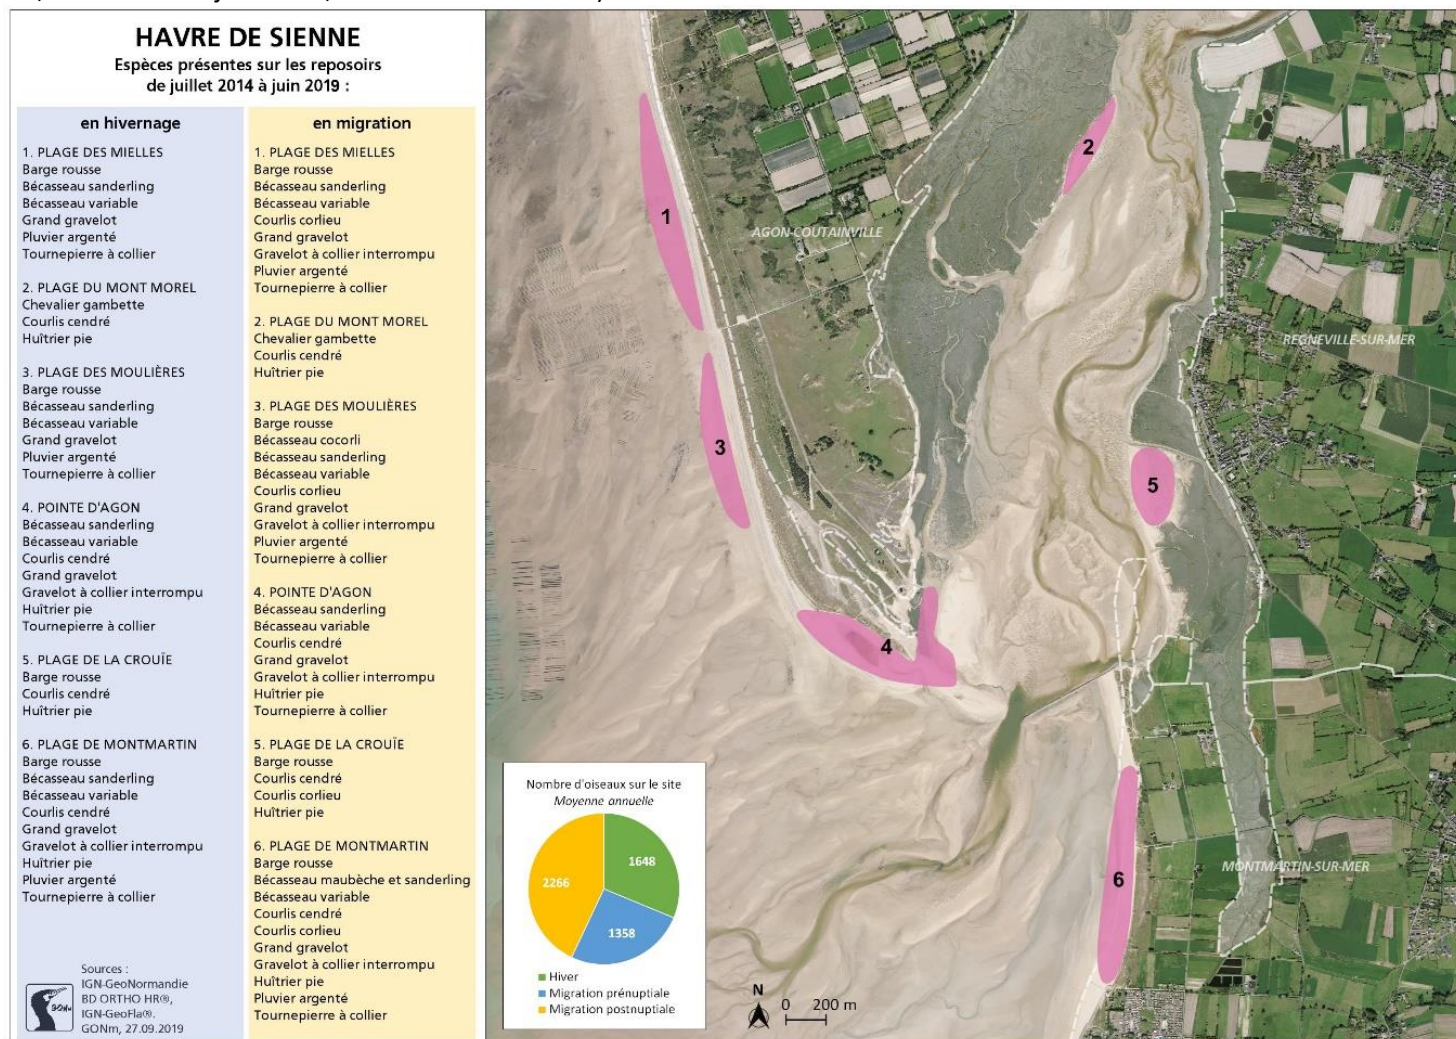 HAVRE DE SIENNE
Espèces présentes sur les reposoirs
de juillet 2014 à juin 2019 :
en hivernage
1. PLAGE DES MIELLES
Barge rousse
Bécasseau sanderling
Bécasseau variable
Grand gravelot
Pluvier argenté
Tournepierre à collier
2. PLAGE DU MONT MOREL
Chevalier gambette
Courlis cendré
Huîtrier pie
3. PLAGE DES MOULIÈRES
Barge rousse
Bécasseau sanderling
Bécasseau variable
Grand gravelot
Pluvier argenté
Tournepierre à collier
4. POINTE D'AGON
Bécasseau sanderling
Bécasseau variable
Courlis cendré
Grand gravelot
Gravelot à collier interrompu
Huîtrier pie
Tournepierre à collier
5. PLAGE DE LA CROUÏE
Barge rousse
Courlis cendré
Huîtrier pie
6. PLAGE DE MONTMARTIN
Barge rousse
Bécasseau sanderling
Bécasseau variable
Courlis cendré
Grand gravelot
Gravelot à collier interrompu
Huîtrier pie
Pluvier argenté
Tournepierre à collier
Sources :
IGN-GeoNormandie
BD ORTHO HR®,
IGN-GeoFla®.
GONm, 27.09.2019
en migration
1. PLAGE DES MIELLES
Barge rousse
Bécasseau sanderling
Bécasseau variable
Courlis corlieu
Grand gravelot
Gravelot à collier interrompu
Pluvier argenté
Tournepierre à collier
2. PLAGE DU MONT MOREL
Chevalier gambette
Courlis cendré
Huîtrier pie
3. PLAGE DES MOULIÈRES
Barge rousse
Bécasseau cocorli
Bécasseau sanderling
Bécasseau variable
Courlis corlieu
Grand gravelot
Gravelot à collier interrompu
Pluvier argenté
Tournepierre à collier
4. POINTE D'AGON
Bécasseau sanderling
Bécasseau variable
Courlis cendré
Grand gravelot
Gravelot à collier interrompu
Huîtrier pie
Tournepierre à collier
5. PLAGE DE LA CROUÏE
Barge rousse
Courlis cendré
Courlis corlieu
Huîtrier pie
6. PLAGE DE MONTMARTIN
Barge rousse
Bécasseau maubèche et sanderling
Bécasseau variable
Courlis cendré
Courlis corlieu
Grand gravelot
Gravelot à collier interrompu
Huîtrier pie
Pluvier argenté
Tournepierre à collier
1
2
AGON-COUTAINVILLE
REGNEVILLE-SUR-MER
3
5
4
MONTMARTIN-SUR-MER
6
Nombre d'oiseaux sur le site
Moyenne annuelle
1648
2266
1358
Hiver
Migration prénuptiale
Migration postnuptiale
N
0 200 m